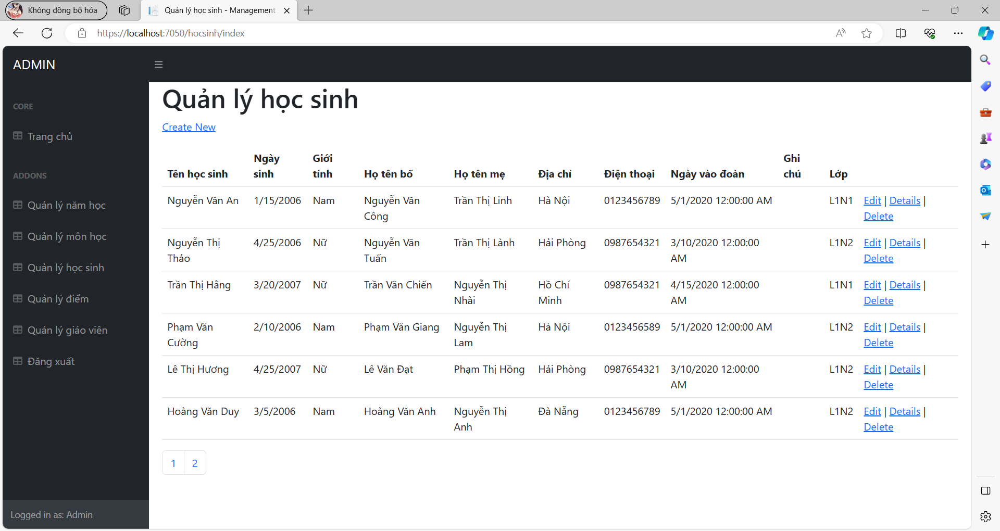 Không đồng bộ hóa
Quản lý học sinh - Management
https://localhost:7050/hocsinh/index
ADMIN
CORE
Trang chủ
ADDONS
Quản lý năm học
Quản lý môn học
Quản lý học sinh
Quản lý điểm
Quản lý giáo viên
Đăng xuất
Logged in as: Admin
Quản lý học sinh
Create New
Tên học sinh Ngày sinh Giới tính Họ tên bố Họ tên mẹ Địa chỉ Điện thoại Ngày vào đoàn Ghi chú Lớp
Nguyễn Văn An 1/15/2006 Nam Nguyễn Văn Công Trần Thị Linh Hà Nội 0123456789 5/1/2020 12:00:00 AM L1N1 Edit | Details | Delete
Nguyễn Thị Thảo 4/25/2006 Nữ Nguyễn Văn Tuấn Trần Thị Lành Hải Phòng 0987654321 3/10/2020 12:00:00 AM L1N2 Edit | Details | Delete
Trần Thị Hằng 3/20/2007 Nữ Trần Văn Chiến Nguyễn Thị Nhài Hồ Chí Minh 0987654321 4/15/2020 12:00:00 AM L1N1 Edit | Details | Delete
Phạm Văn Cường 2/10/2006 Nam Phạm Văn Giang Nguyễn Thị Lam Hà Nội 0123456589 5/1/2020 12:00:00 AM L1N2 Edit | Details | Delete
Lê Thị Hương 4/25/2007 Nữ Lê Văn Đạt Phạm Thị Hồng Hải Phòng 0987654321 3/10/2020 12:00:00 AM L1N2 Edit | Details | Delete
Hoàng Văn Duy 3/5/2006 Nam Hoàng Văn Anh Nguyễn Thị Anh Đà Nẵng 0123456789 5/1/2020 12:00:00 AM L1N2 Edit | Details | Delete
1 2